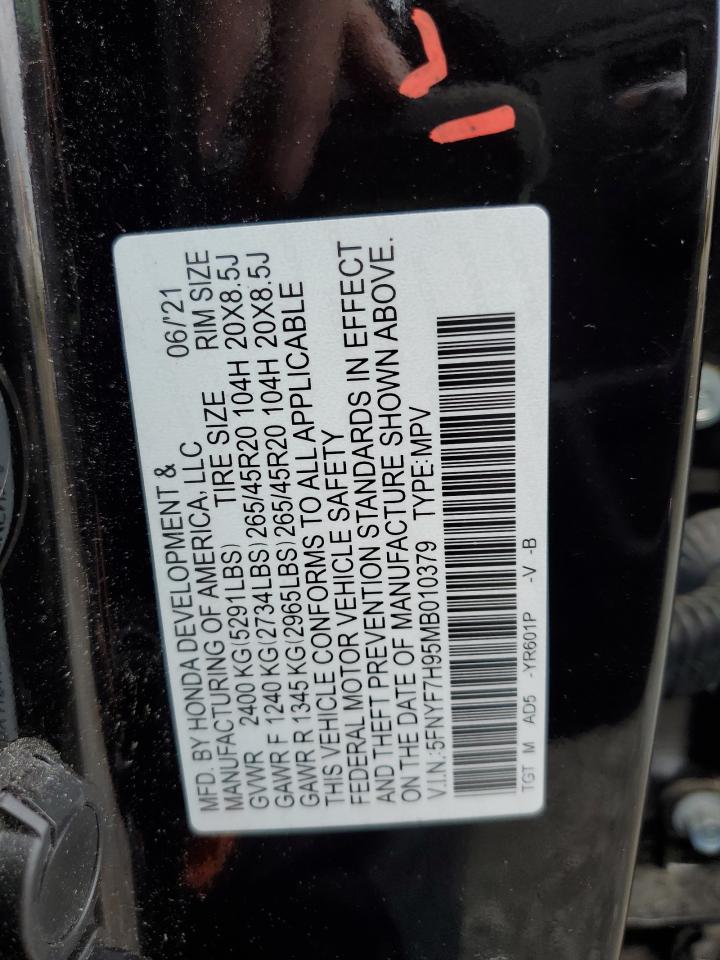 MFD. BY HONDA DEVELOPMENT & 06/'21
MANUFACTURING OF AMERICA, LLC
TIRE SIZE RIM SIZE
GVWR 2400 KG(5291LBS)
GAWR F 1240 KG(2734LBS) 265/45R20 104H 20X8.5J
GAWR R 1345 KG(2965LBS) 265/45R20 104H 20X8.5J
THIS VEHICLE CONFORMS TO ALL APPLICABLE
FEDERAL MOTOR VEHICLE SAFETY
AND THEFT PREVENTION STANDARDS IN EFFECT
ON THE DATE OF MANUFACTURE SHOWN ABOVE.
V.I.N.:5FNYF7H95MB010379 TYPE:MPV
TGT M AD5 -YR601P -V -B